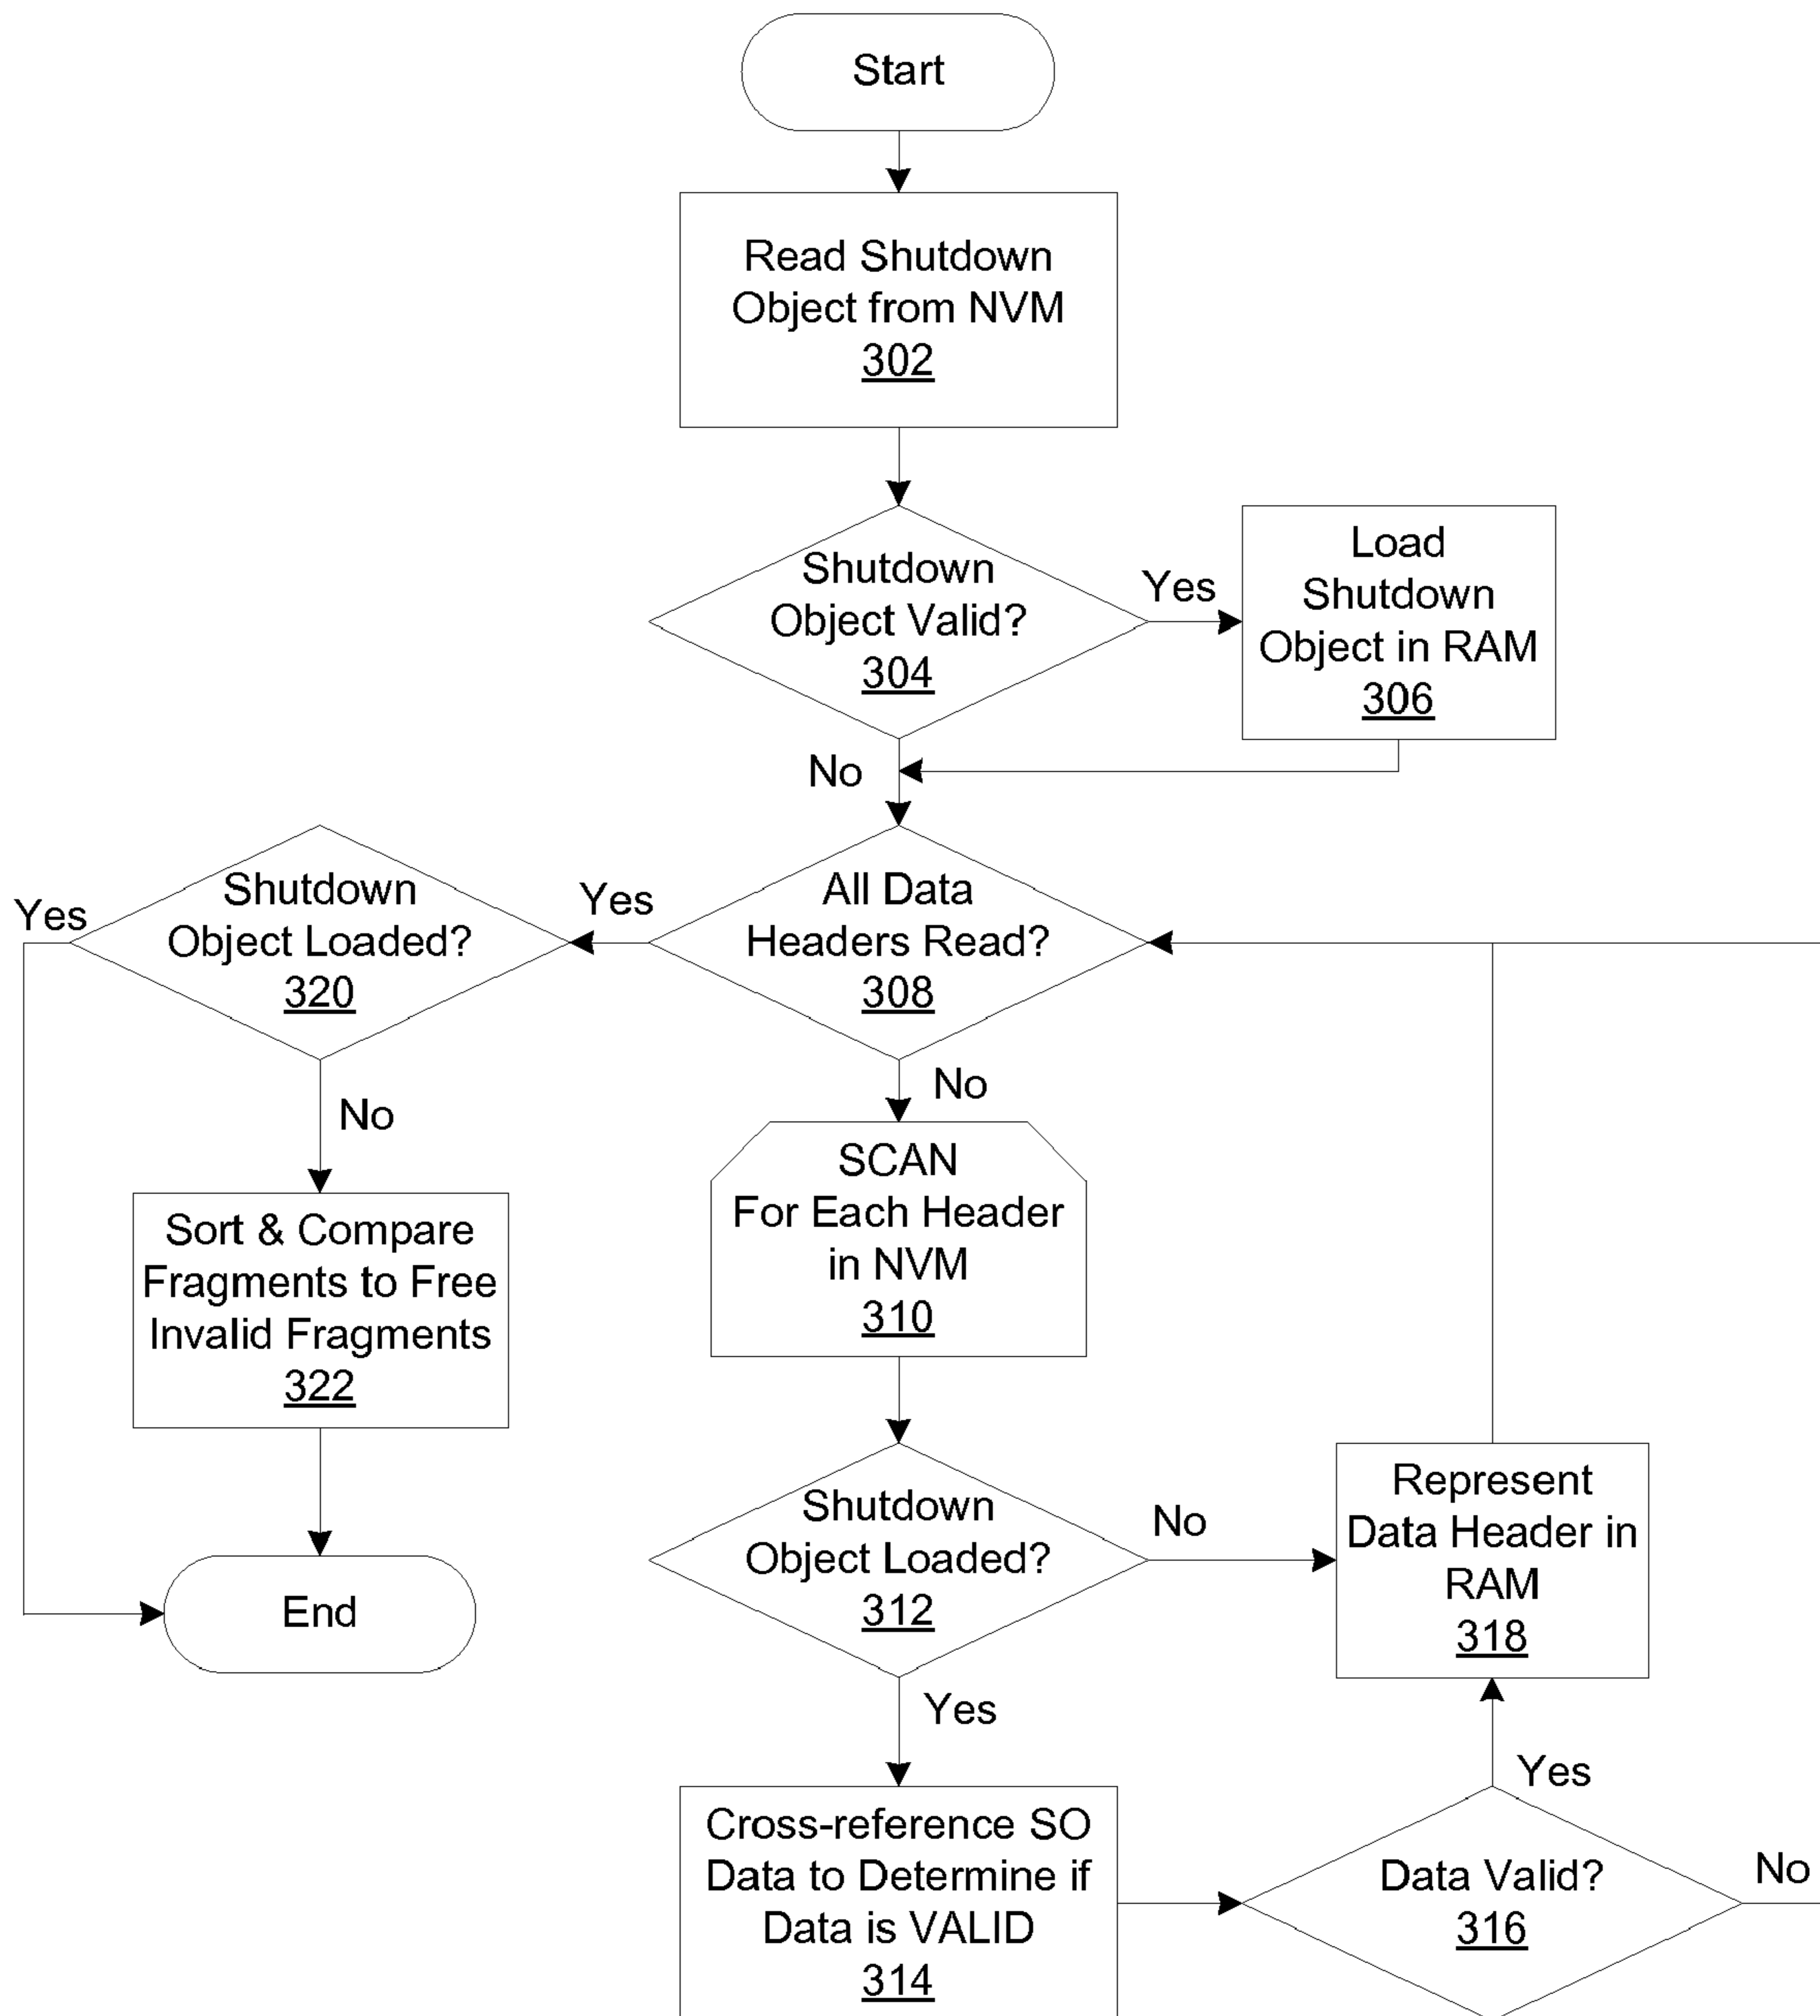 Start
Read Shutdown
Object from NVM
302
Shutdown
Object Valid?
304
Yes
Load
Shutdown
Object in RAM
306
No
Yes
Shutdown
Object Loaded?
320
Yes
All Data
Headers Read?
308
No
No
SCAN
For Each Header
in NVM
310
Sort & Compare
Fragments to Free
Invalid Fragments
322
Shutdown
Object Loaded?
312
No
Represent
Data Header in
RAM
318
End
Yes
Yes
Cross-reference SO
Data to Determine if
Data is VALID
314
Data Valid?
316
No